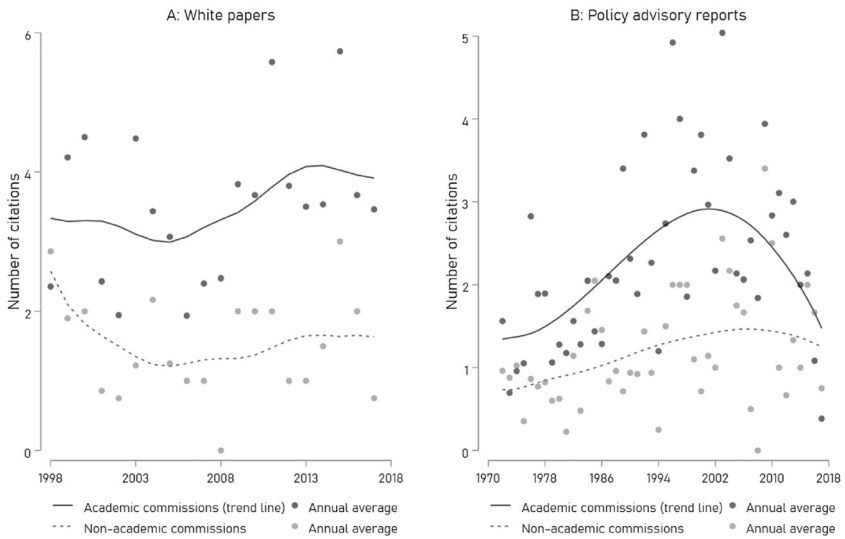 A: White papers
Number of citations
6
4
2
0
1998 2003 2008 2013 2018
Academic commissions (trend line) Annual average
Non-academic commissions Annual average
B: Policy advisory reports
Number of citations
5
4
3
2
1
0
1970 1978 1986 1994 2002 2010 2018
Academic commissions (trend line) Annual average
Non-academic commissions Annual average